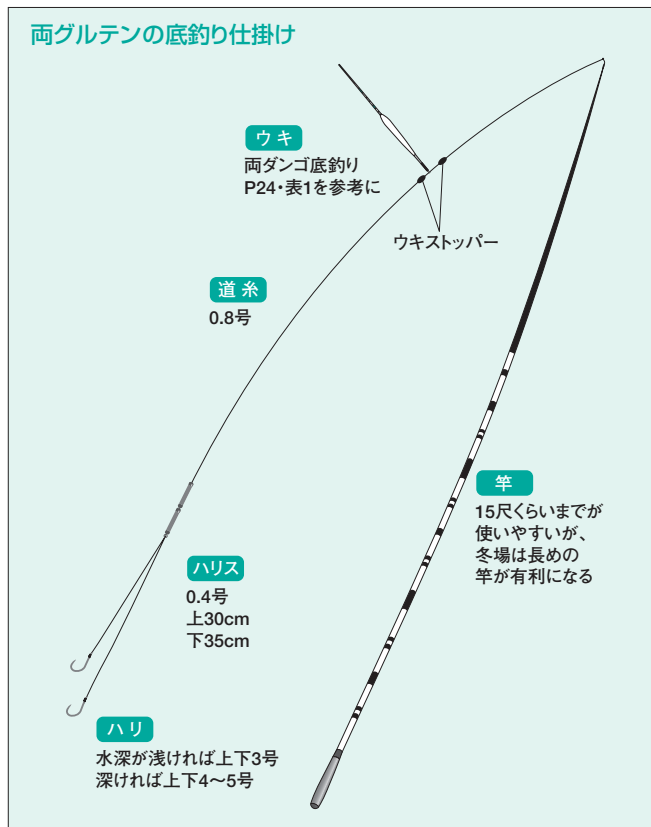 両グルテンの底釣り仕掛け
ウキ
両ダンゴ底釣り
P24・表1を参考に
ウキストッパー
道糸
0.8号
竿
15尺くらいまでが
使いやすいが、
冬場は長めの
竿が有利になる
ハリス
0.4号
上30cm
下35cm
ハリ
水深が浅ければ上下3号
深ければ上下4〜5号